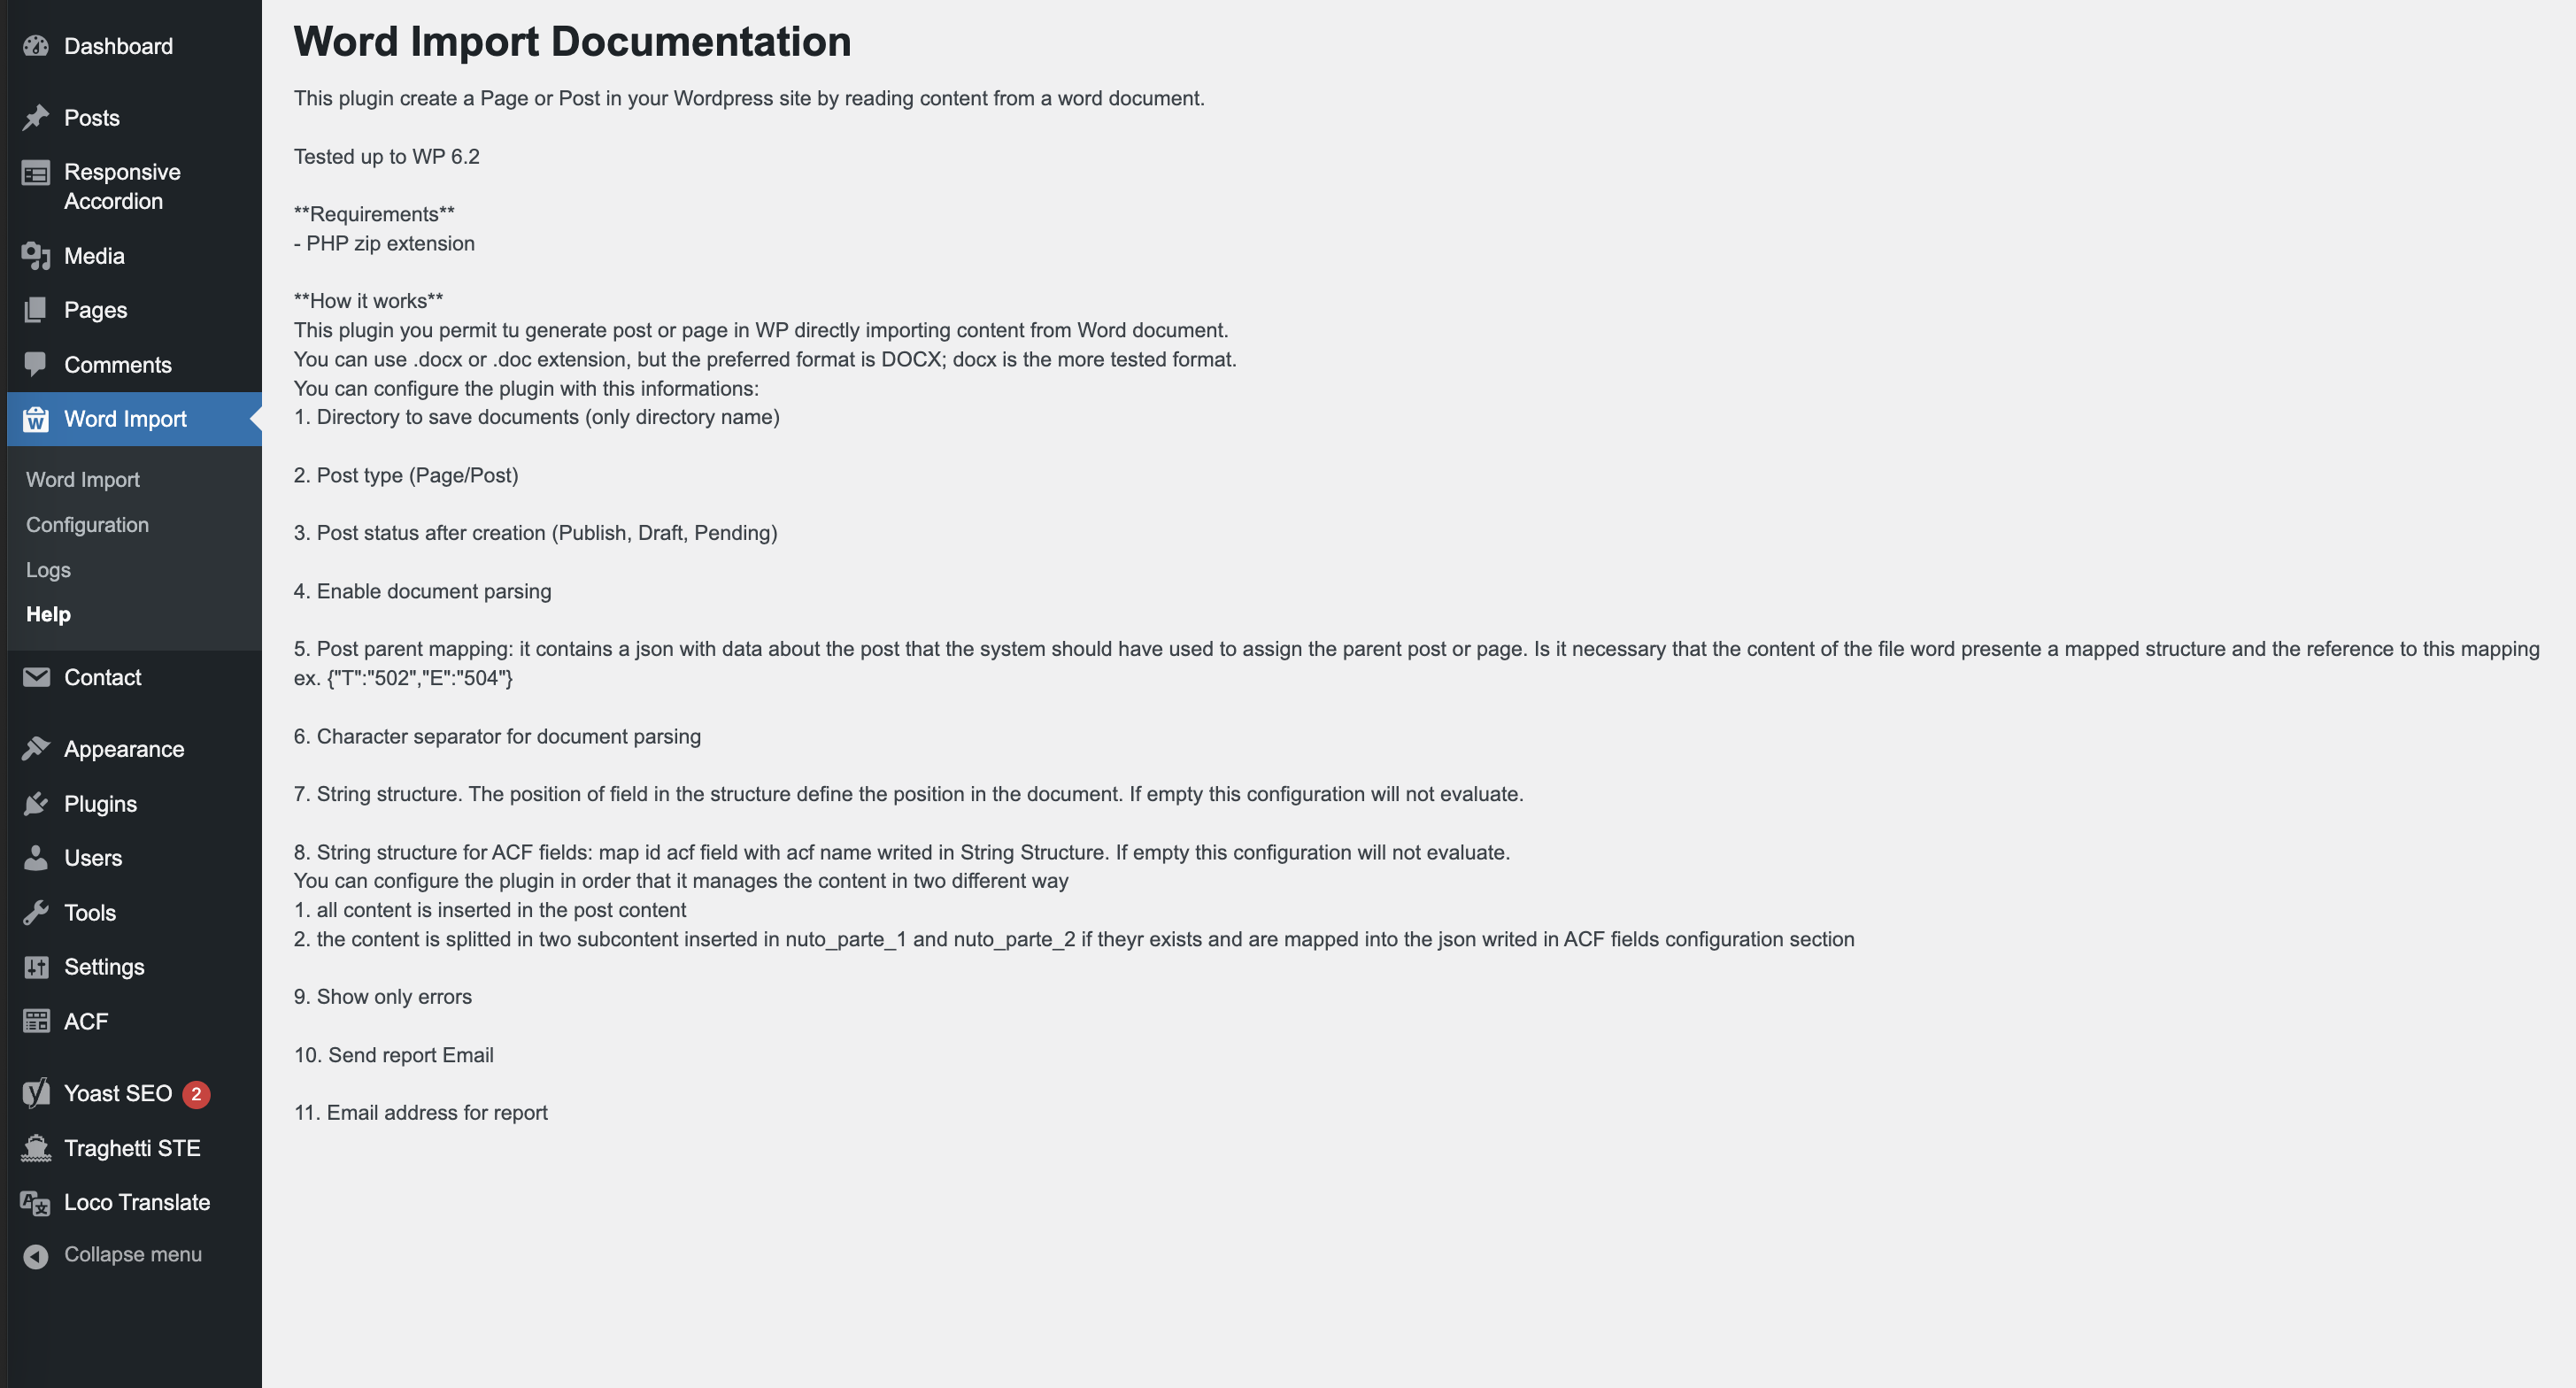 Dashboard
Posts
Responsive
Accordion
Media
Pages
Comments
Word Import
Word Import
Configuration
Logs
Help
Contact
Appearance
Plugins
Users
Tools
Settings
ACF
Yoast SEO 2
Traghetti STE
Loco Translate
Collapse menu
Word Import Documentation
This plugin create a Page or Post in your Wordpress site by reading content from a word document.
Tested up to WP 6.2
**Requirements**
- PHP zip extension
**How it works**
This plugin you permit tu generate post or page in WP directly importing content from Word document.
You can use .docx or .doc extension, but the preferred format is DOCX; docx is the more tested format.
You can configure the plugin with this informations:
1. Directory to save documents (only directory name)
2. Post type (Page/Post)
3. Post status after creation (Publish, Draft, Pending)
4. Enable document parsing
5. Post parent mapping: it contains a json with data about the post that the system should have used to assign the parent post or page. Is it necessary that the content of the file word presente a mapped structure and the reference to this mapping
ex. {"T":"502","E":"504"}
6. Character separator for document parsing
7. String structure. The position of field in the structure define the position in the document. If empty this configuration will not evaluate.
8. String structure for ACF fields: map id acf field with acf name writed in String Structure. If empty this configuration will not evaluate.
You can configure the plugin in order that it manages the content in two different way
1. all content is inserted in the post content
2. the content is splitted in two subcontent inserted in nuto_parte_1 and nuto_parte_2 if theyr exists and are mapped into the json writed in ACF fields configuration section
9. Show only errors
10. Send report Email
11. Email address for report